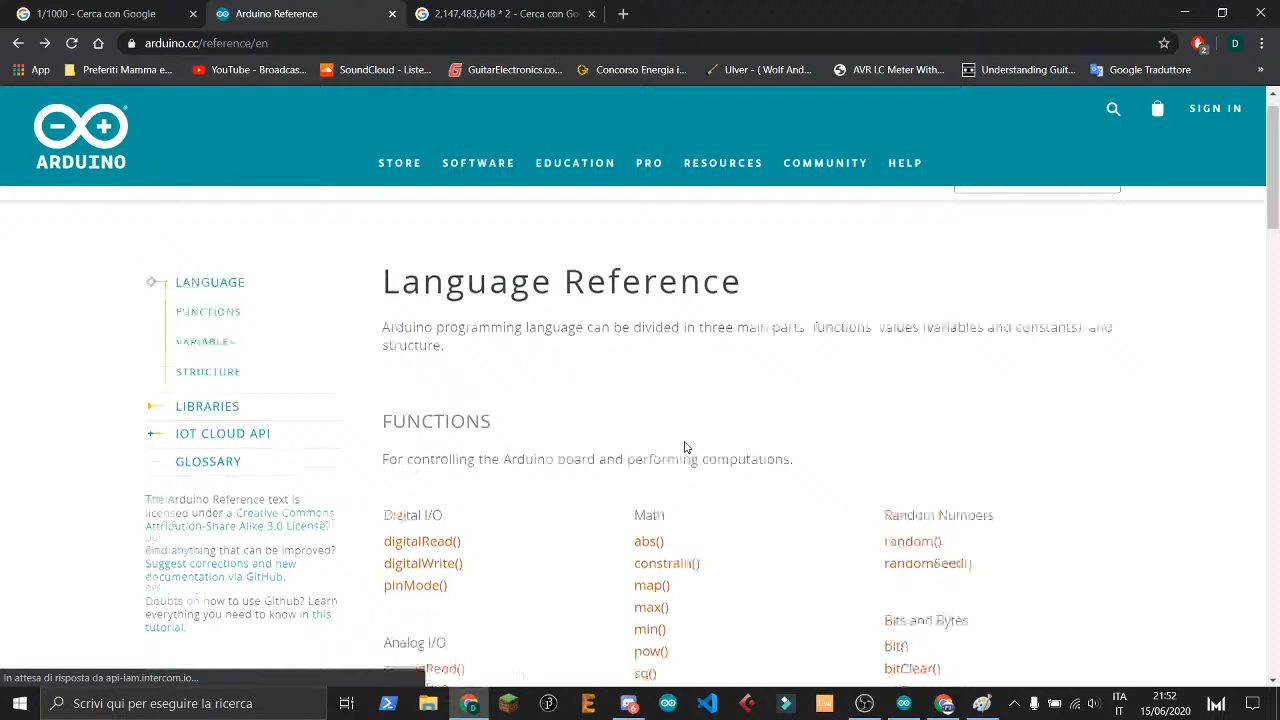 1/1000 - Cerca con Google
Arduino Reference
2,147,483,648 * 2 - Cerca con Go
arduino.cc/reference/en
2
D
App
Preferiti Mamma e...
YouTube - Broadcas...
SoundCloud - Liste...
GuitarElectronics.co...
Concorso Energia i...
Ulver - ( Wolf And...
AVR LC Meter With...
Understanding Gui...
Google Traduttore
»
SIGN IN
ARDUINO
STORE
SOFTWARE
EDUCATION
PRO
RESOURCES
COMMUNITY
HELP
LANGUAGE
FUNCTIONS
VARIABLES
STRUCTURE
LIBRARIES
IOT CLOUD API
GLOSSARY
The Arduino Reference text is
licensed under a Creative Commons
Attribution-Share Alike 3.0 License.
Find anything that can be improved?
Suggest corrections and new
documentation via GitHub.
Doubts on how to use Github? Learn
everything you need to know in this
tutorial.
Language Reference
Arduino programming language can be divided in three main parts: functions, values (variables and constants), and
structure.
FUNCTIONS
For controlling the Arduino board and performing computations.
Digital I/O
digitalRead()
digitalWrite()
pinMode()
Analog I/O
Math
abs()
constrain()
map()
max()
min()
pow()
sq()
Random Numbers
random()
randomSeed()
Bits and Bytes
bit()
bitClear()
In attesa di risposta da api-iam.intercom.io...
Scrivi qui per eseguire la ricerca
ITA
IT
21:52
15/06/2020